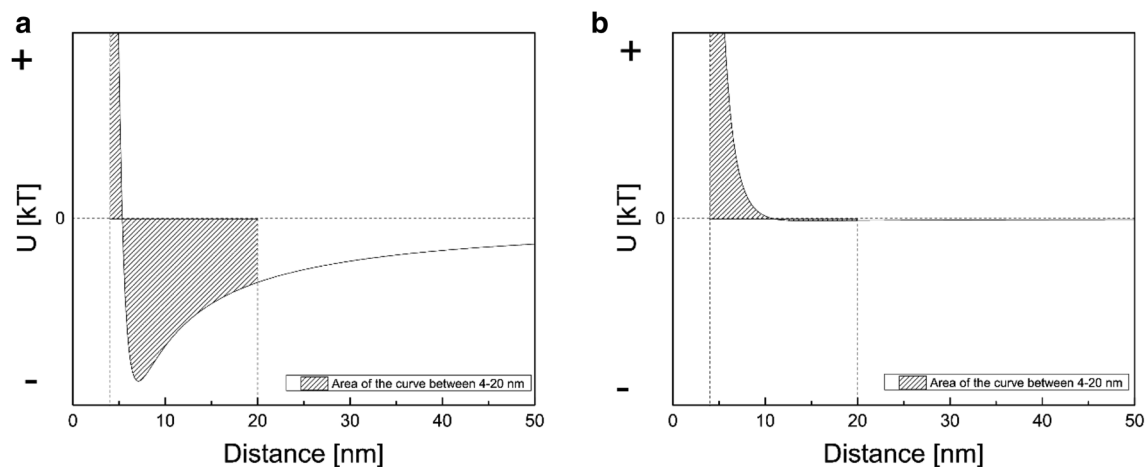 a
+
U [kT]
0
-
Area of the curve between 4-20 nm
0 10 20 30 40 50
Distance [nm]
b
+
U [kT]
0
-
Area of the curve between 4-20 nm
0 10 20 30 40 50
Distance [nm]